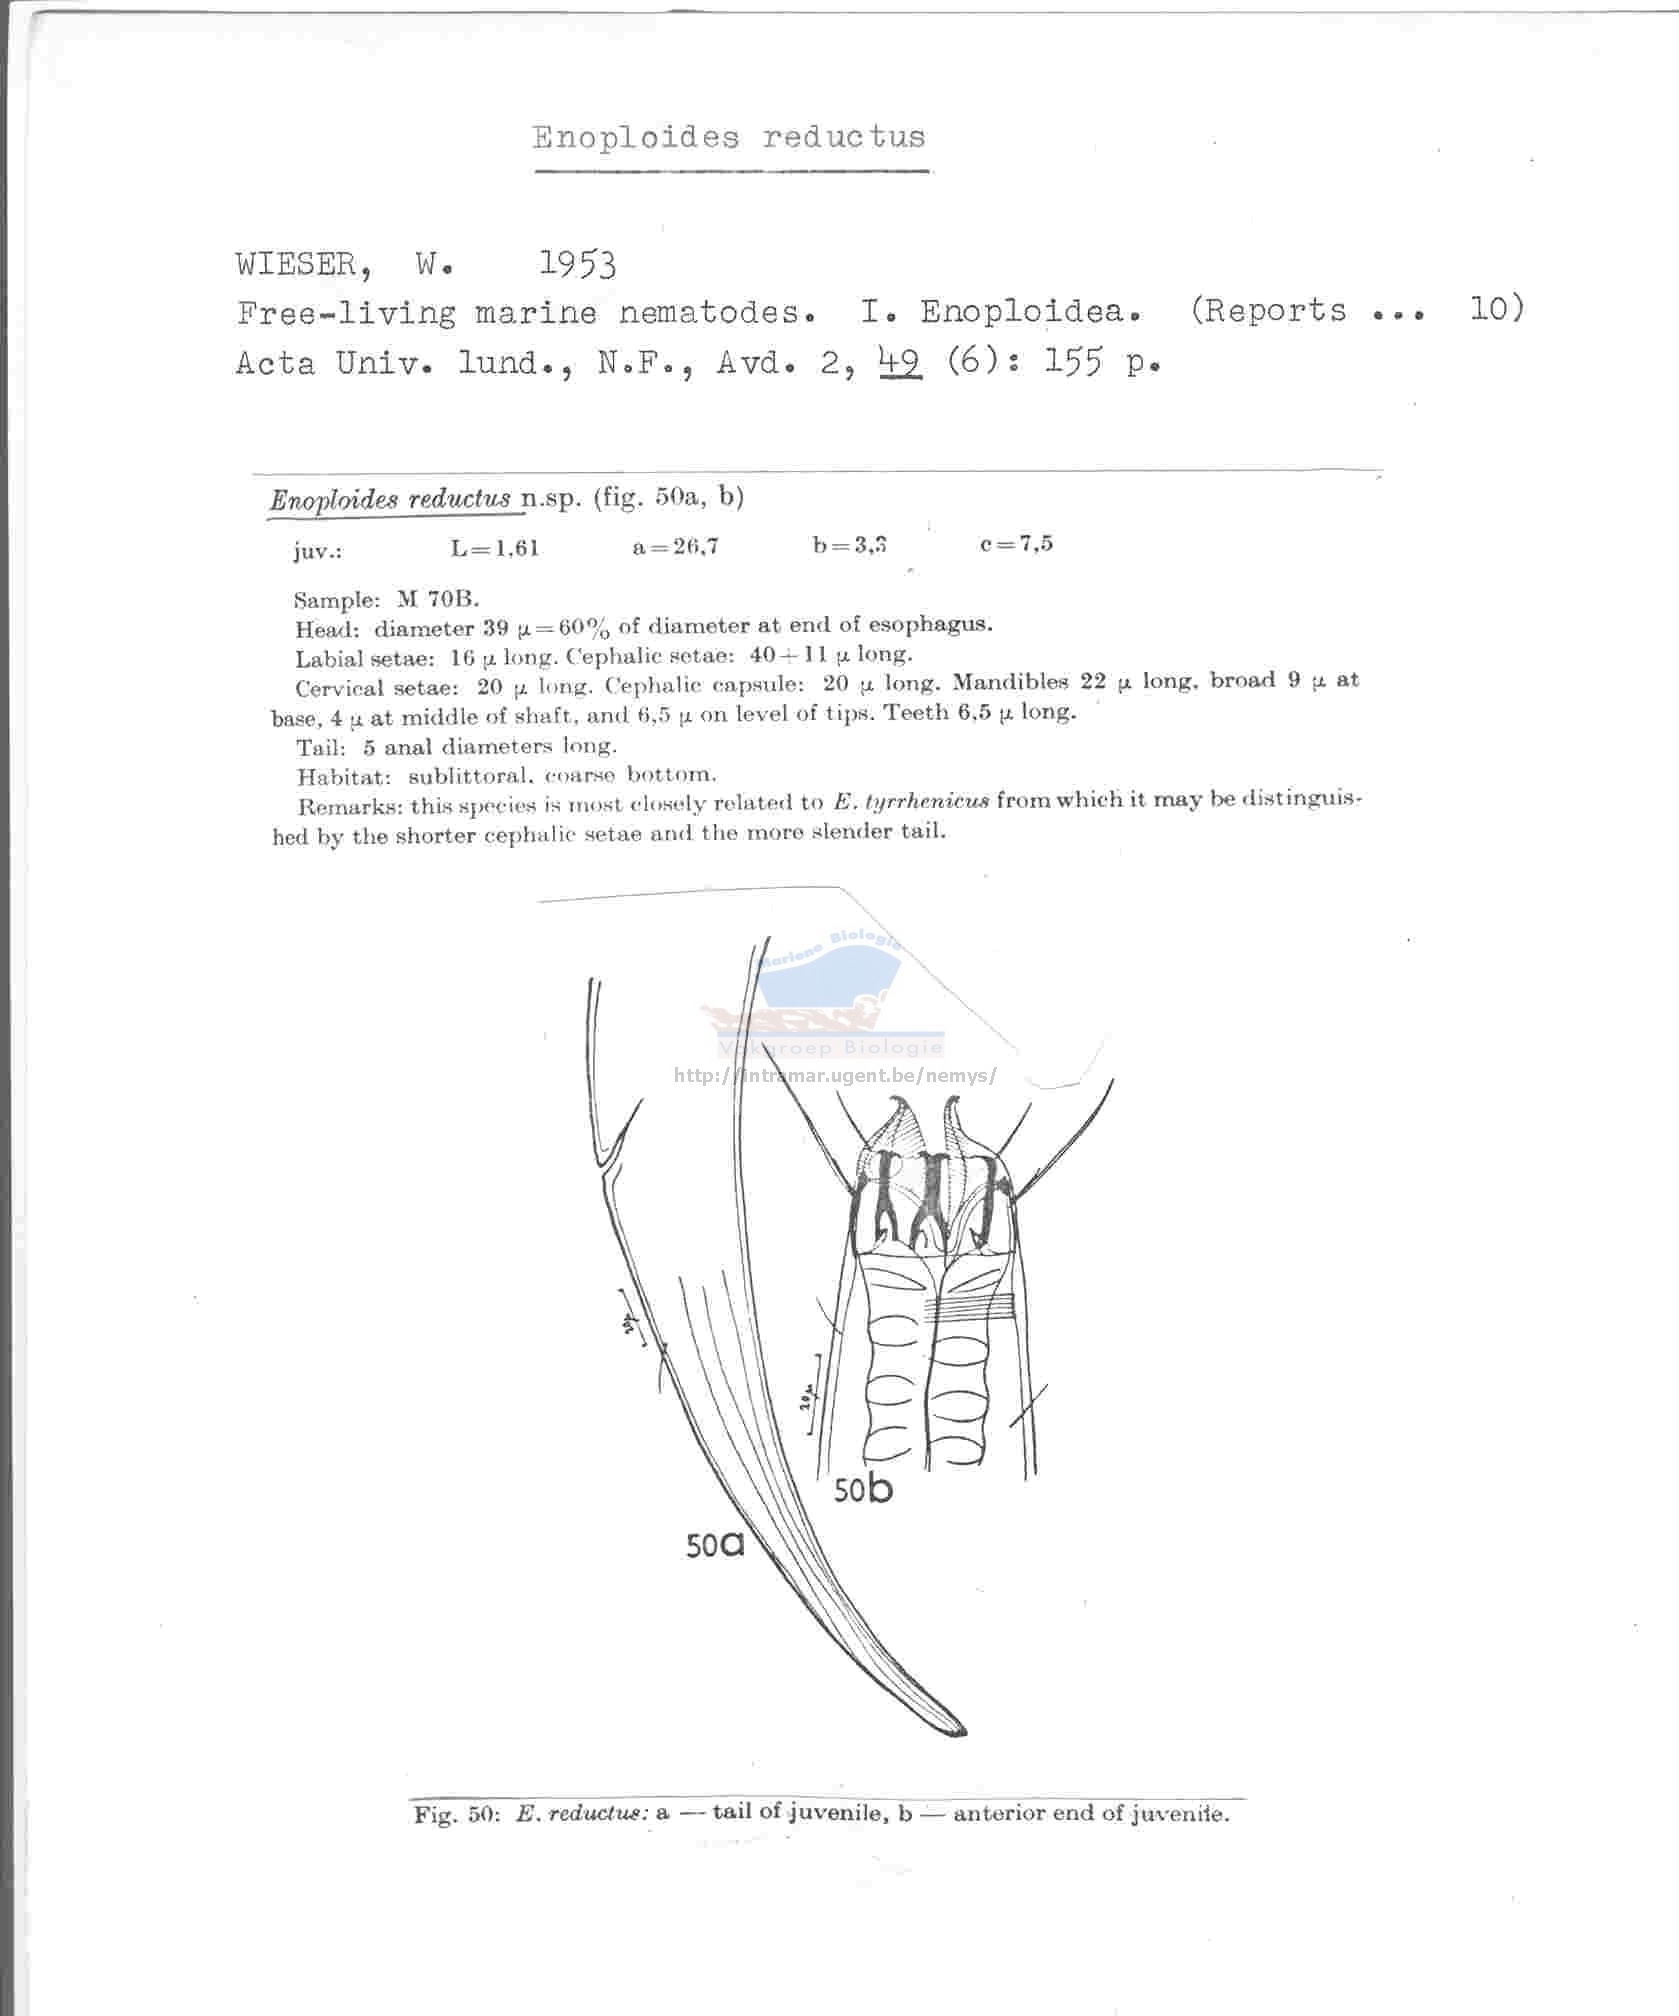 Enoploides reductus
WIESER, W. 1953
Free-living marine nematodes. I. Enoploidea. (Reports ... 10)
Acta Univ. lund., N.F., Avd. 2, 49 (6): 155 p.
Enoploides reductus n.sp. (fig. 50a, b)
juv.: L=1,61 a=26,7 b=3,3 c=7,5
Sample: M 70B.
Head: diameter 39 µ=60% of diameter at end of esophagus.
Labial setae: 16 µ long. Cephalic setae: 40+11 µ long.
Cervical setae: 20 µ long. Cephalic capsule: 20 µ long. Mandibles 22 µ long, broad 9 µ at
base, 4 µ at middle of shaft, and 6,5 µ on level of tips. Teeth 6,5 µ long.
Tail: 5 anal diameters long.
Habitat: sublittoral, coarse bottom.
Remarks: this species is most closely related to E. tyrrhenicus from which it may be distinguis-
hed by the shorter cephalic setae and the more slender tail.
Mariene Biologie
Vakgroep Biologie
http://intramar.ugent.be/nemys/
20µ
20µ
50b
50a
Fig. 50: E. reductus: a — tail of juvenile, b — anterior end of juvenile.